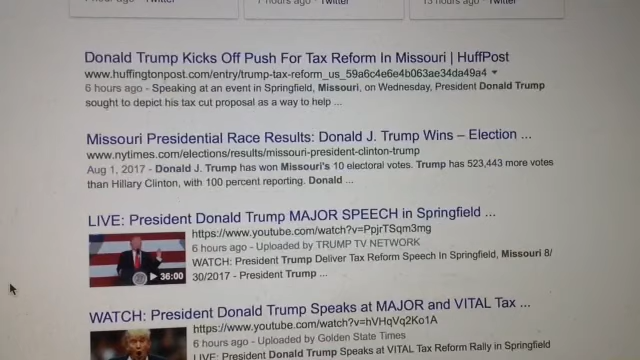 7 hours ago - Twitter
13 hours ago - Twitter
Donald Trump Kicks Off Push For Tax Reform In Missouri | HuffPost
www.huffingtonpost.com/entry/trump-tax-reform_us_59a6c4e6e4b063ae34da49a4
6 hours ago - Speaking at an event in Springfield, Missouri, on Wednesday, President Donald Trump
sought to depict his tax cut proposal as a way to help ...
Missouri Presidential Race Results: Donald J. Trump Wins – Election ...
www.nytimes.com/elections/results/missouri-president-clinton-trump
Aug 1, 2017 - Donald J. Trump has won Missouri's 10 electoral votes. Trump has 523,443 more votes
than Hillary Clinton, with 100 percent reporting. Donald ...
LIVE: President Donald Trump MAJOR SPEECH in Springfield ...
https://www.youtube.com/watch?v=PpjrTSqm3mg
6 hours ago - Uploaded by TRUMP TV NETWORK
WATCH: President Trump Deliver Tax Reform Speech In Springfield, Missouri 8/
30/2017 - President Trump ...
36:00
WATCH: President Donald Trump Speaks at MAJOR and VITAL Tax ...
https://www.youtube.com/watch?v=hVHqVq2Ko1A
6 hours ago - Uploaded by Golden State Times
LIVE: President Donald Trump Speaks at VITAL Tax Reform Rally in Springfield